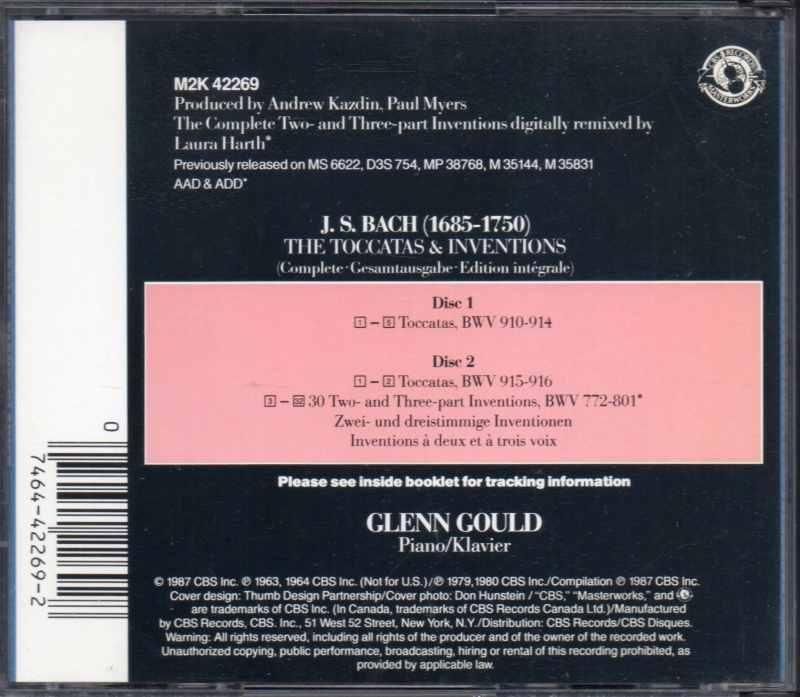 CBS RECORDS
MASTERWORKS
M2K 42269
Produced by Andrew Kazdin, Paul Myers
The Complete Two- and Three-part Inventions digitally remixed by
Laura Harth*
Previously released on MS 6622, D3S 754, MP 38768, M 35144, M 35831
AAD & ADD*
J. S. BACH (1685-1750)
THE TOCCATAS & INVENTIONS
(Complete·Gesamtausgabe·Edition intégrale)
Disc 1
1 – 5 Toccatas, BWV 910-914
Disc 2
1 – 2 Toccatas, BWV 915-916
3 – 32 30 Two- and Three-part Inventions, BWV 772-801*
Zwei- und dreistimmige Inventionen
Inventions à deux et à trois voix
Please see inside booklet for tracking information
GLENN GOULD
Piano/Klavier
© 1987 CBS Inc. ℗ 1963, 1964 CBS Inc. (Not for U.S.)/℗ 1979,1980 CBS Inc./Compilation ℗ 1987 CBS Inc.
Cover design: Thumb Design Partnership/Cover photo: Don Hunstein / "CBS," "Masterworks," and
are trademarks of CBS Inc. (In Canada, trademarks of CBS Records Canada Ltd.)/Manufactured
by CBS Records, CBS. Inc., 51 West 52 Street, New York, N.Y./Distribution: CBS Records/CBS Disques.
Warning: All rights reserved, including all rights of the producer and of the owner of the recorded work.
Unauthorized copying, public performance, broadcasting, hiring or rental of this recording prohibited, as
provided by applicable law.
0
7464-42269-2